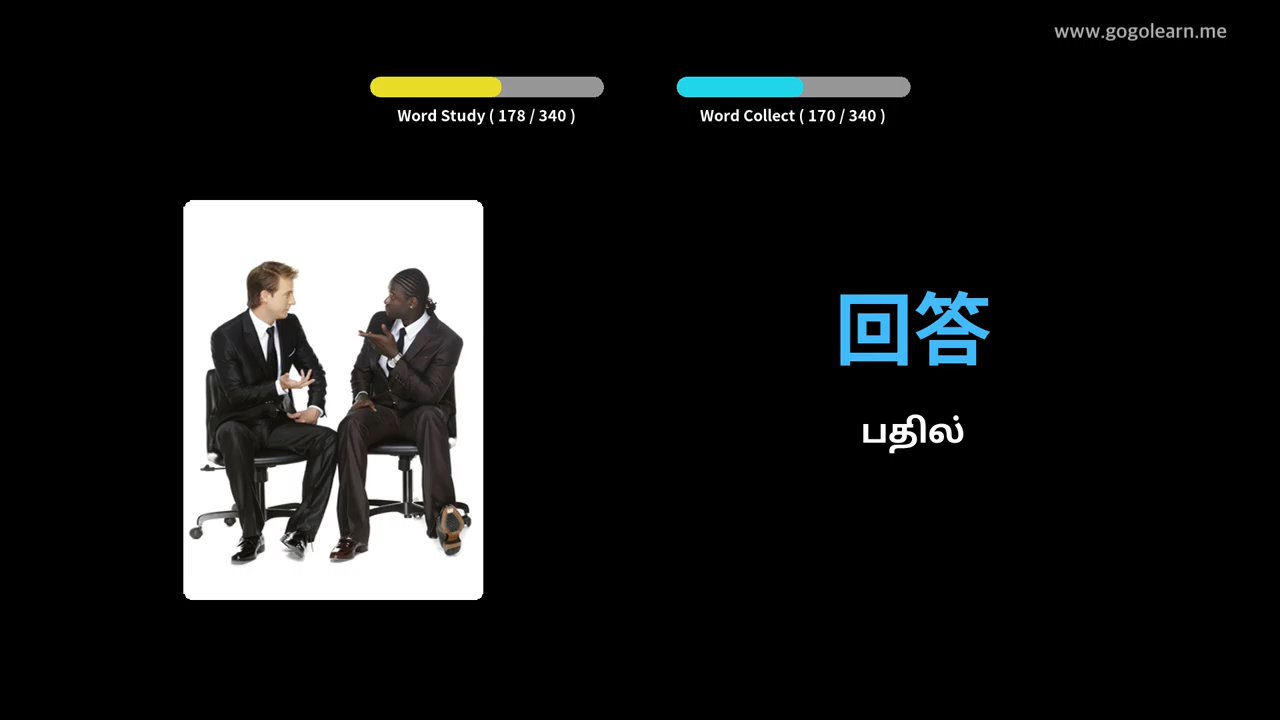 www.gogolearn.me
Word Study ( 178 / 340 )
Word Collect ( 170 / 340 )
回答
பதில்